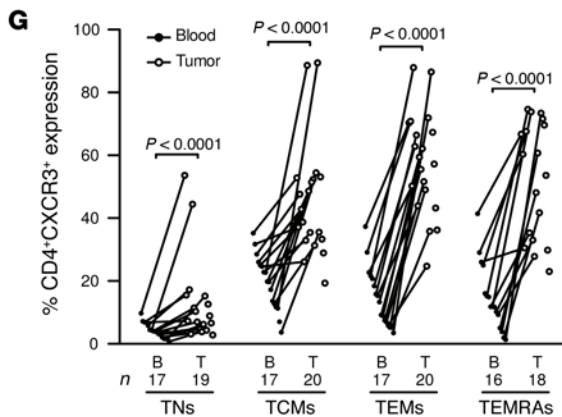 G
% CD4+CXCR3+ expression
100
80
60
40
20
0
Blood
Tumor
P < 0.0001
P < 0.0001
P < 0.0001
P < 0.0001
B T B T B T B T
n 17 19 17 20 17 20 16 18
TNs TCMs TEMs TEMRAs